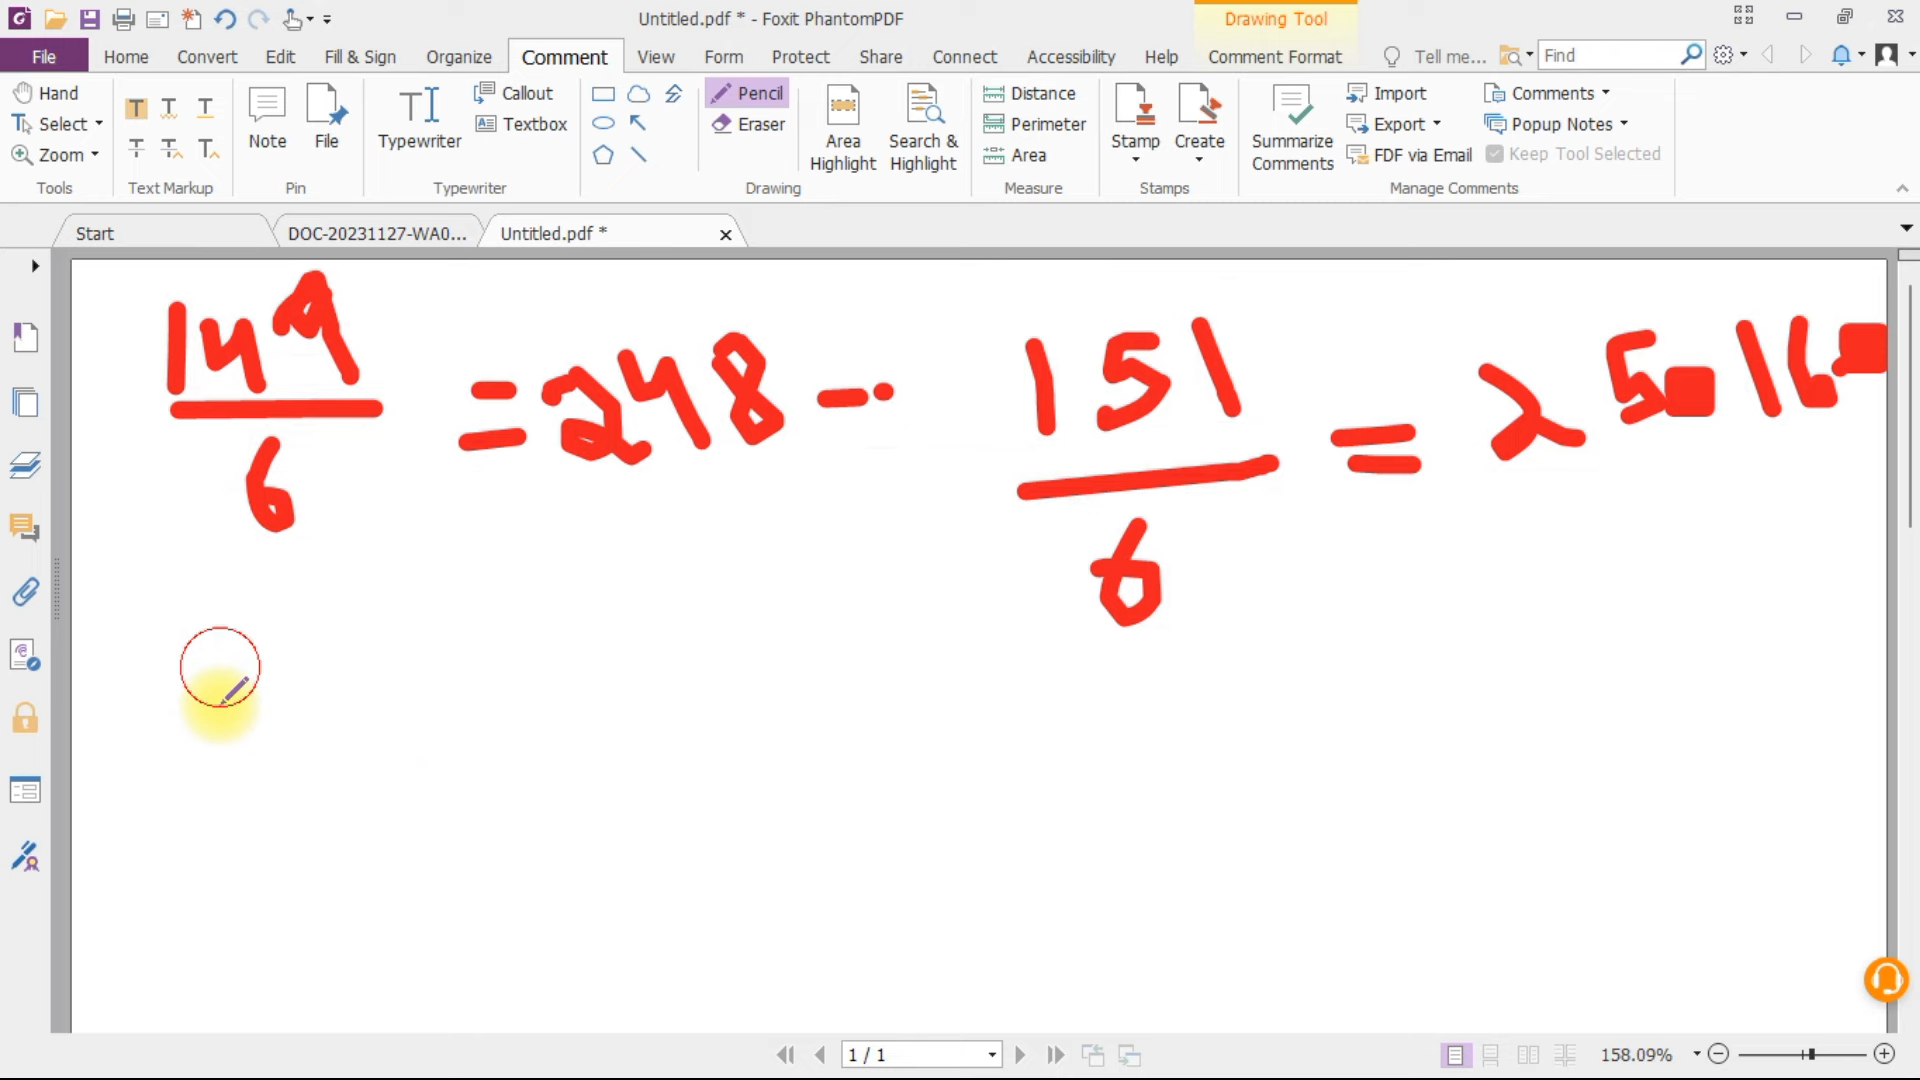 Untitled.pdf * - Foxit PhantomPDF
Drawing Tool
File Home Convert Edit Fill & Sign Organize Comment View Form Protect Share Connect Accessibility Help Comment Format Tell me... Find
Hand
Select
Zoom
Tools
Text Markup
Note
File
Pin
Typewriter
Callout
Textbox
Typewriter
Pencil
Eraser
Area Highlight
Search & Highlight
Drawing
Distance
Perimeter
Area
Measure
Stamp
Create
Stamps
Summarize Comments
Import
Export
FDF via Email
Comments
Popup Notes
Keep Tool Selected
Manage Comments
Start DOC-20231127-WA0... Untitled.pdf *
149
6
= 248 --
151
6
= 25.16.
1 / 1
158.09%